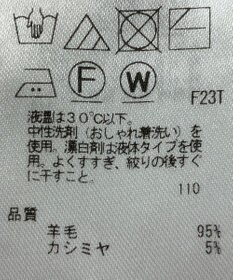 F W
F23T
液温は30℃以下。
中性洗剤(おしゃれ着洗い)を
使用。漂白剤は液体タイプを使
用。よくすすぎ、絞りの後すぐ
に干すこと。
110
品質
羊毛 95%
カシミヤ 5%